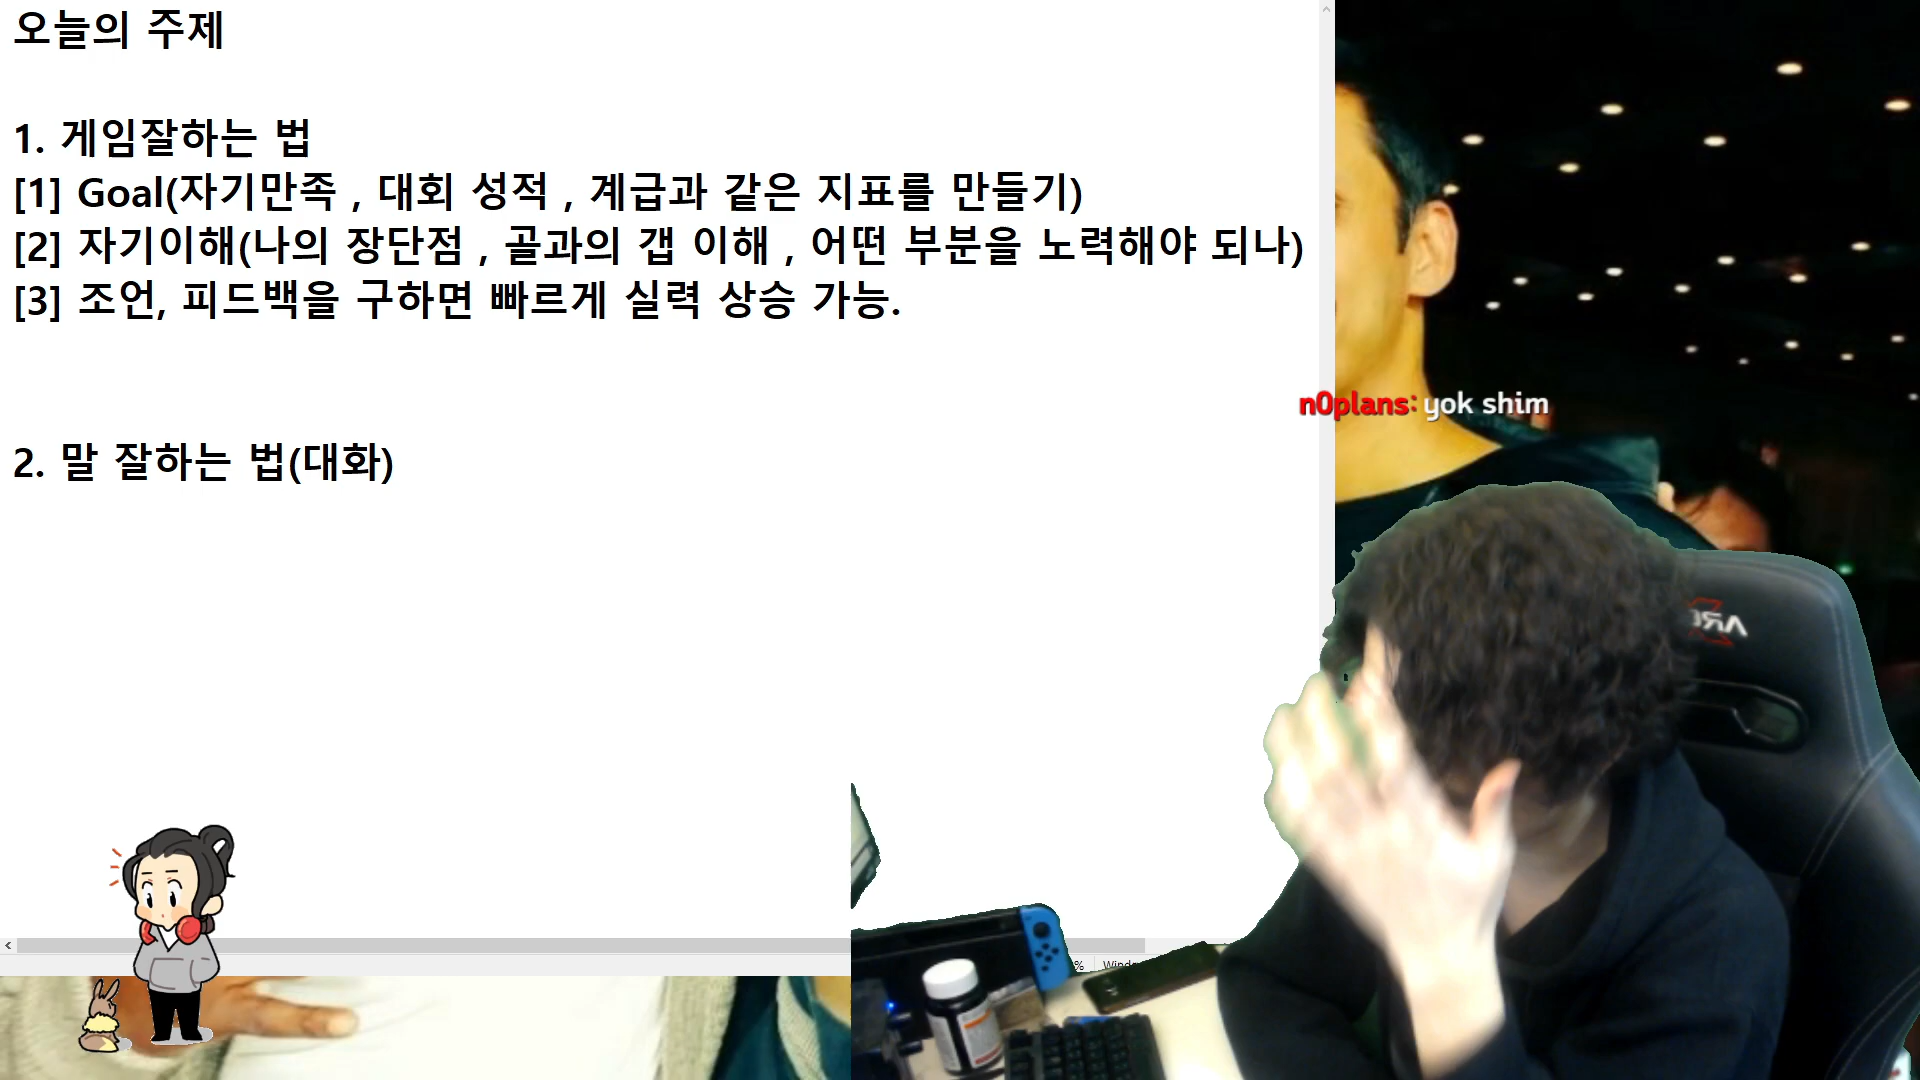 오늘의 주제
1. 게임잘하는 법
[1] Goal(자기만족 , 대회 성적 , 계급과 같은 지표를 만들기)
[2] 자기이해(나의 장단점 , 골과의 갭 이해 , 어떤 부분을 노력해야 되나)
[3] 조언, 피드백을 구하면 빠르게 실력 상승 가능.
n0plans: yok shim
2. 말 잘하는 법(대화)
%